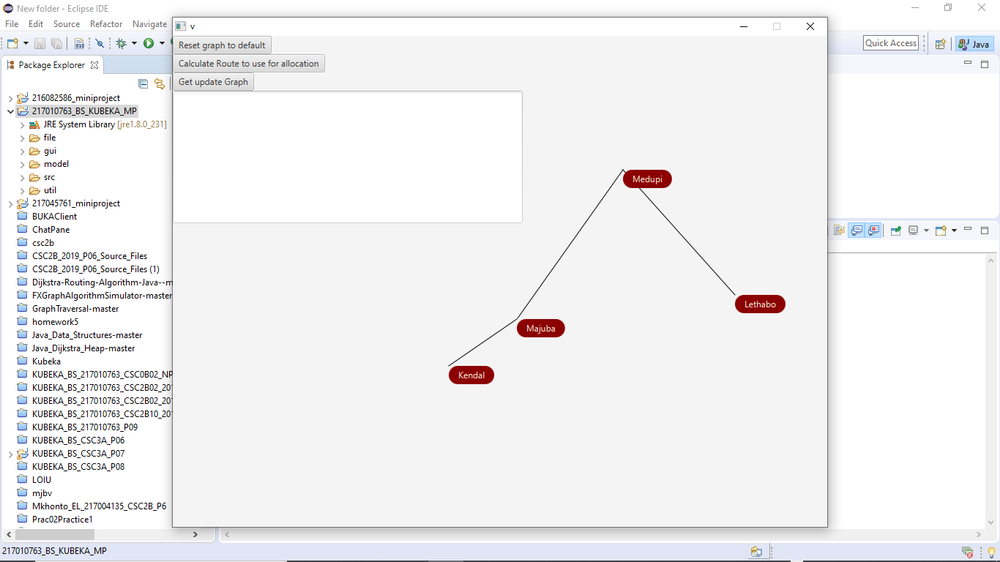 New folder - Eclipse IDE
File Edit Source Refactor Navigate
Quick Access
Java
Package Explorer
216082586_miniproject
217010763_BS_KUBEKA_MP
JRE System Library [jre1.8.0_231]
file
gui
model
src
util
217045761_miniproject
BUKAClient
ChatPane
csc2b
CSC2B_2019_P06_Source_Files
CSC2B_2019_P06_Source_Files (1)
Dijkstra-Routing-Algorithm-Java--m
FXGraphAlgorithmSimulator-master
GraphTraversal-master
homework5
Java_Data_Structures-master
Java_Dijkstra_Heap-master
Kubeka
KUBEKA_BS_217010763_CSC0B02_NP
KUBEKA_BS_217010763_CSC2B02_201
KUBEKA_BS_217010763_CSC2B02_201
KUBEKA_BS_217010763_CSC2B10_201
KUBEKA_BS_217010763_P09
KUBEKA_BS_CSC3A_P06
KUBEKA_BS_CSC3A_P07
KUBEKA_BS_CSC3A_P08
LOIU
mjbv
Mkhonto_EL_217004135_CSC2B_P6
Prac02Practice1
217010763_BS_KUBEKA_MP
v
Reset graph to default
Calculate Route to use for allocation
Get update Graph
Medupi
Lethabo
Majuba
Kendal